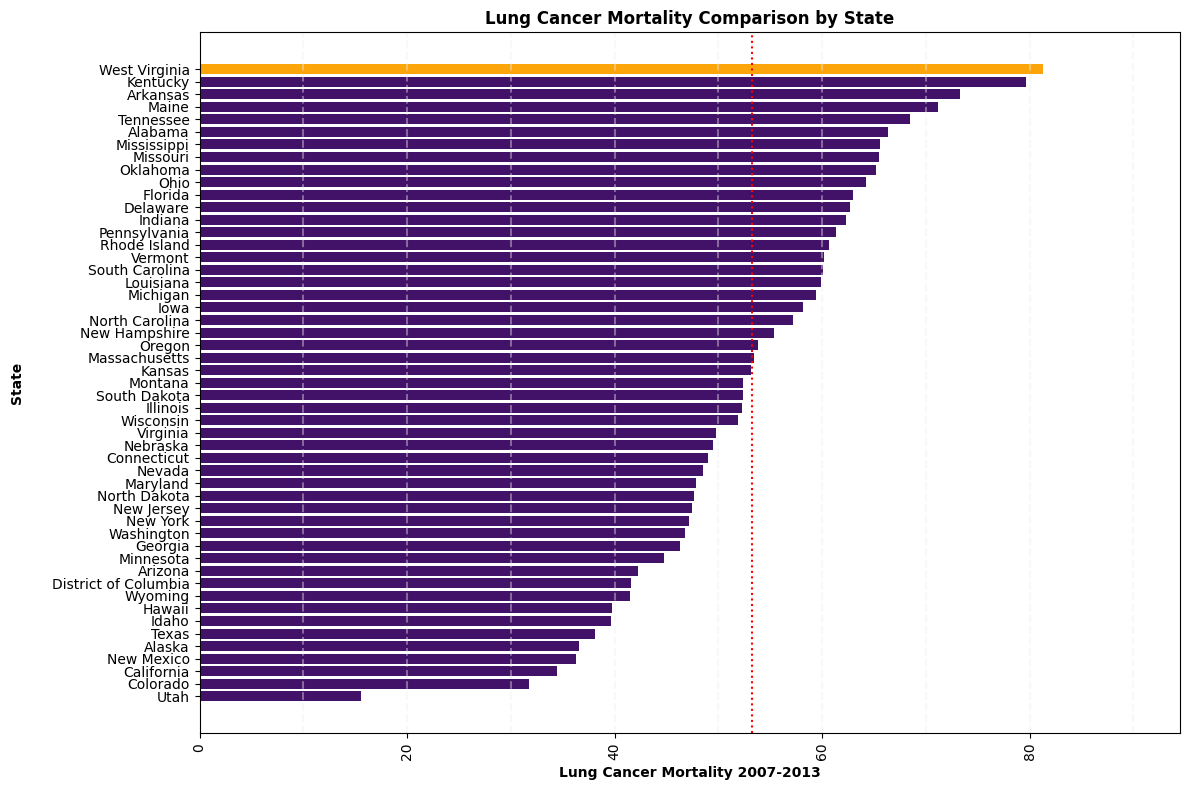 Lung Cancer Mortality Comparison by State
West Virginia
Kentucky
Arkansas
Maine
Tennessee
Alabama
Mississippi
Missouri
Oklahoma
Ohio
Florida
Delaware
Indiana
Pennsylvania
Rhode Island
Vermont
South Carolina
Louisiana
Michigan
Iowa
North Carolina
New Hampshire
Oregon
Massachusetts
Kansas
Montana
South Dakota
Illinois
Wisconsin
Virginia
Nebraska
Connecticut
Nevada
Maryland
North Dakota
New Jersey
New York
Washington
Georgia
Minnesota
Arizona
District of Columbia
Wyoming
Hawaii
Idaho
Texas
Alaska
New Mexico
California
Colorado
Utah
State
0
20
40
60
80
Lung Cancer Mortality 2007-2013